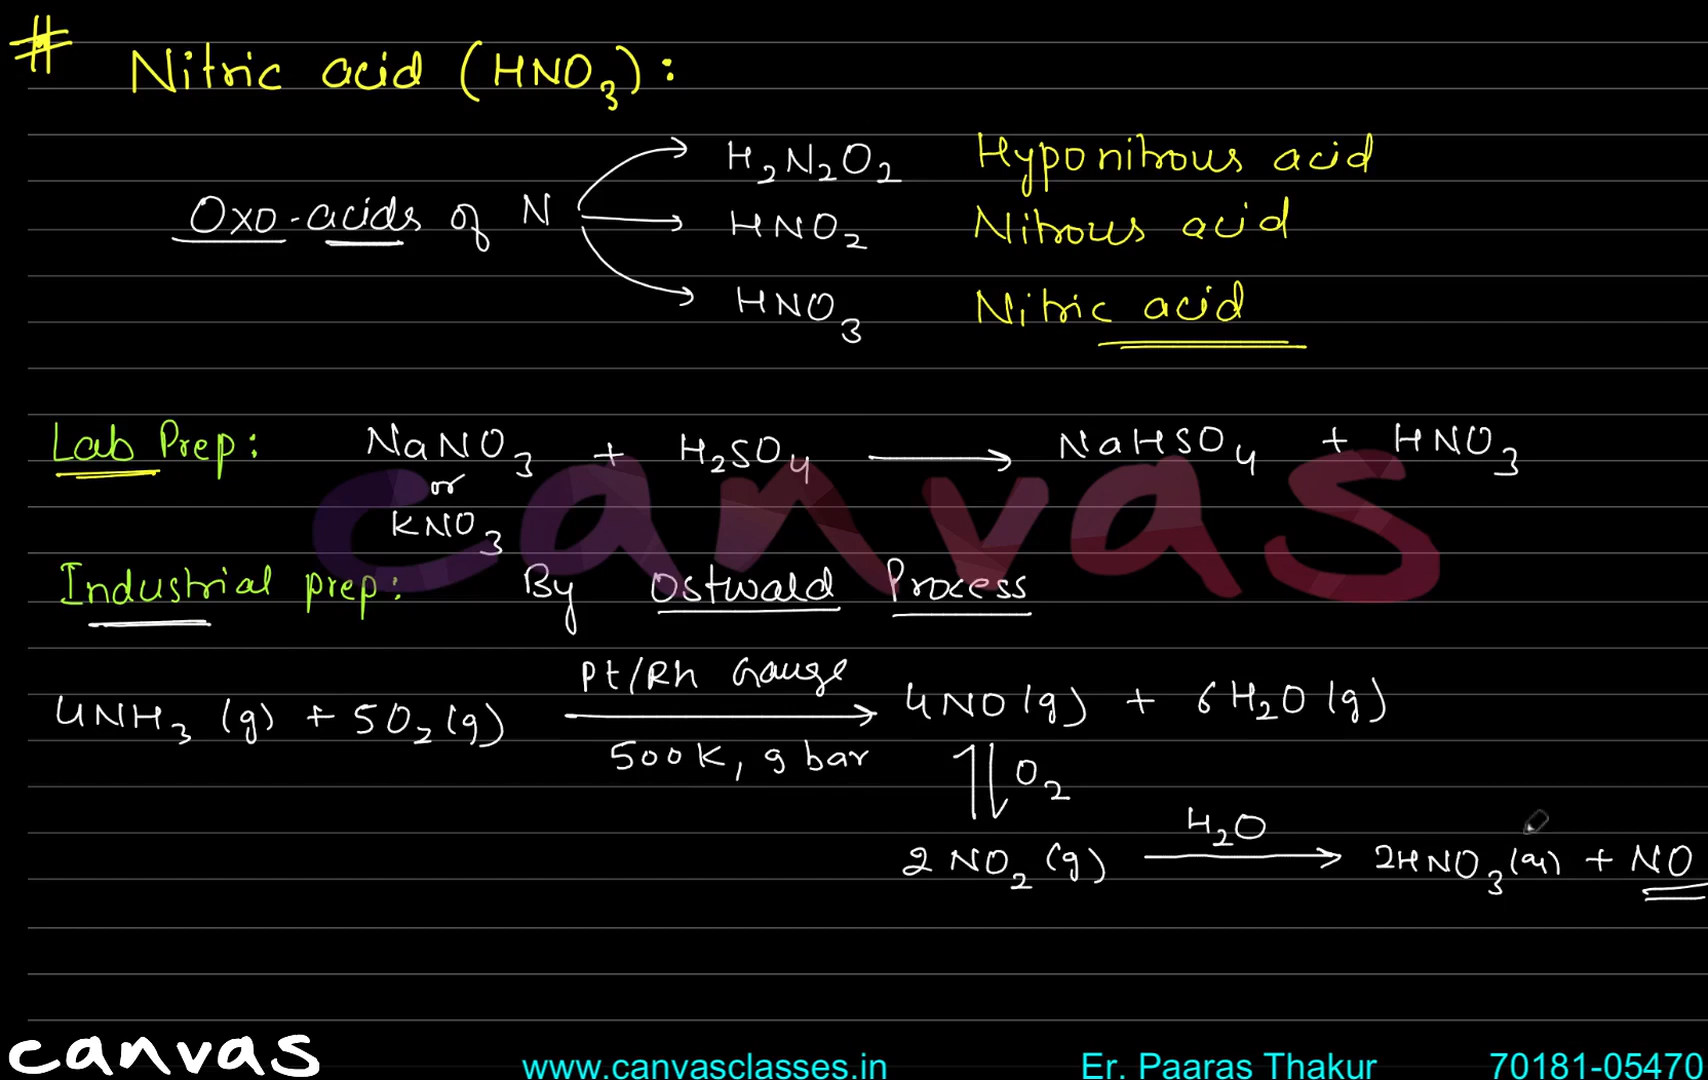 # Nitric acid (HNO3):
H2N2O2 Hyponitrous acid
Oxo-acids of N HNO2 Nitrous acid
HNO3 Nitric acid
Lab Prep: NaNO3 + H2SO4 ⟶ NaHSO4 + HNO3
or
KNO3
canvas
Industrial prep: By Ostwald Process
Pt/Rh Gauge
4NH3 (g) + 5O2 (g) ⟶ 4NO (g) + 6H2O (g)
500K, 9 bar
⇅ O2
H2O
2NO2 (g) ⟶ 2HNO3 (aq) + NO
canvas www.canvasclasses.in Er. Paaras Thakur 70181-05470